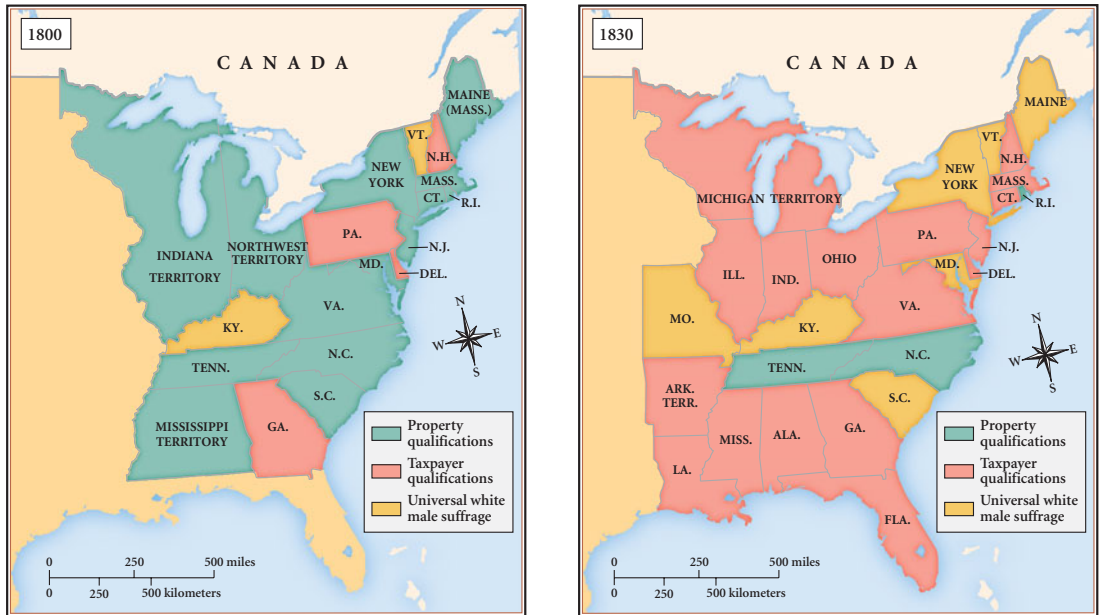 1800
C A N A D A
MAINE
(MASS.)
VT.
N.H.
NEW
YORK
MASS.
CT.
R.I.
PA.
N.J.
INDIANA
TERRITORY
NORTHWEST
TERRITORY
MD.
DEL.
VA.
KY.
N
W
E
S
N.C.
TENN.
S.C.
MISSISSIPPI
TERRITORY
GA.
Property
qualifications
Taxpayer
qualifications
Universal white
male suffrage
0 250 500 miles
0 250 500 kilometers
1830
C A N A D A
MAINE
VT.
N.H.
NEW
YORK
MASS.
CT.
R.I.
MICHIGAN TERRITORY
PA.
N.J.
OHIO
MD.
ILL.
IND.
DEL.
VA.
MO.
KY.
N
W
E
S
N.C.
TENN.
ARK.
TERR.
S.C.
MISS.
ALA.
GA.
LA.
FLA.
Property
qualifications
Taxpayer
qualifications
Universal white
male suffrage
0 250 500 miles
0 250 500 kilometers